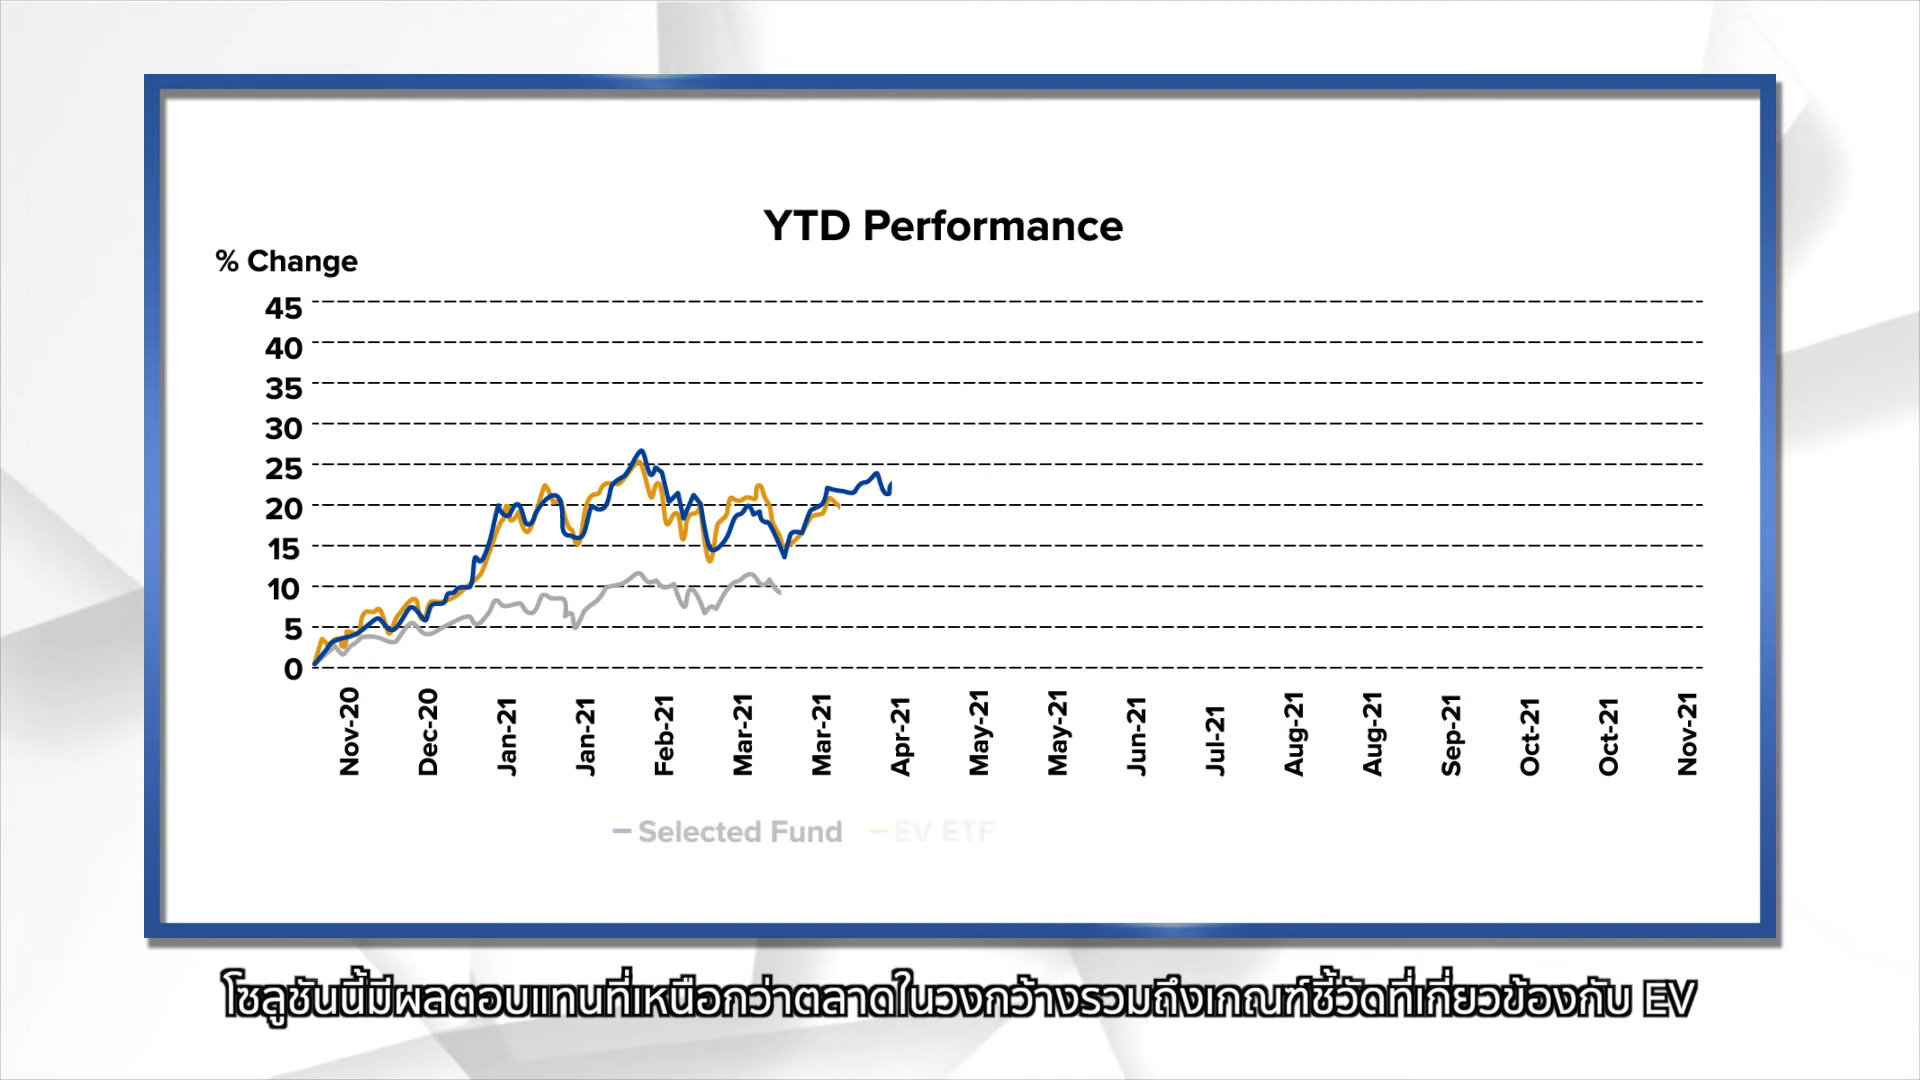 YTD Performance
% Change
45
40
35
30
25
20
15
10
5
0
Nov-20
Dec-20
Jan-21
Jan-21
Feb-21
Mar-21
Mar-21
Apr-21
May-21
May-21
Jun-21
Jul-21
Aug-21
Aug-21
Sep-21
Oct-21
Oct-21
Nov-21
Selected Fund EV ETF
โซลูชันนี้มีผลตอบแทนที่เหนือกว่าตลาดในวงกว้างรวมถึงเกณฑ์ชี้วัดที่เกี่ยวข้องกับ EV